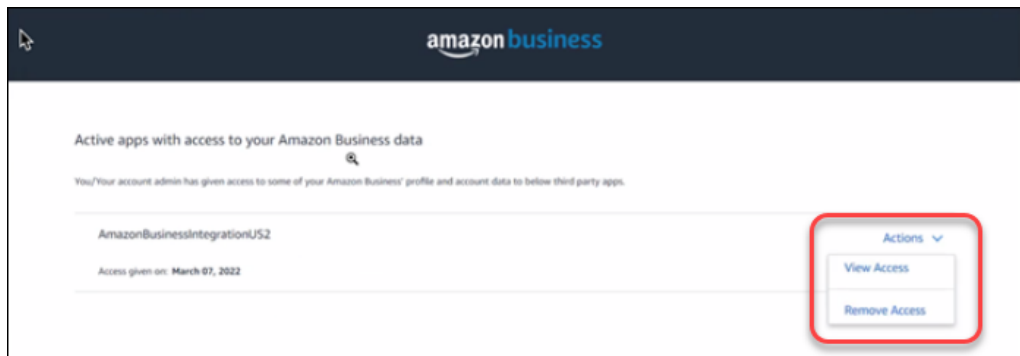 amazon business
Active apps with access to your Amazon Business data
You/Your account admin has given access to some of your Amazon Business' profile and account data to below third party apps.
AmazonBusinessIntegrationUS2
Actions
Access given on: March 07, 2022
View Access
Remove Access